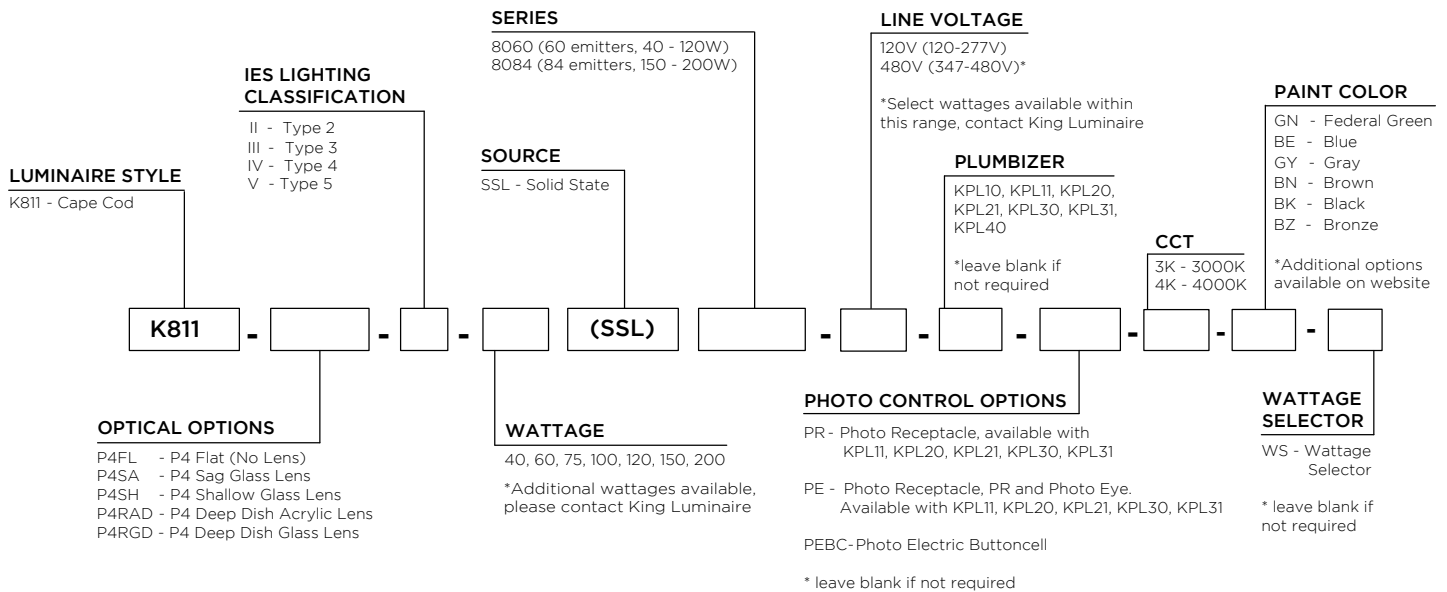 SERIES
8060 (60 emitters, 40 - 120W)
8084 (84 emitters, 150 - 200W)
LINE VOLTAGE
120V (120-277V)
480V (347-480V)*
*Select wattages available within
this range, contact King Luminaire
IES LIGHTING
CLASSIFICATION
II - Type 2
III - Type 3
IV - Type 4
V - Type 5
PAINT COLOR
GN - Federal Green
BE - Blue
GY - Gray
BN - Brown
BK - Black
BZ - Bronze
*Additional options
available on website
LUMINAIRE STYLE
K811 - Cape Cod
SOURCE
SSL - Solid State
PLUMBIZER
KPL10, KPL11, KPL20,
KPL21, KPL30, KPL31,
KPL40
*leave blank if
not required
CCT
3K - 3000K
4K - 4000K
K811 - - - (SSL) - - - - - -
OPTICAL OPTIONS
P4FL - P4 Flat (No Lens)
P4SA - P4 Sag Glass Lens
P4SH - P4 Shallow Glass Lens
P4RAD - P4 Deep Dish Acrylic Lens
P4RGD - P4 Deep Dish Glass Lens
WATTAGE
40, 60, 75, 100, 120, 150, 200
*Additional wattages available,
please contact King Luminaire
PHOTO CONTROL OPTIONS
PR - Photo Receptacle, available with
KPL11, KPL20, KPL21, KPL30, KPL31
PE - Photo Receptacle, PR and Photo Eye.
Available with KPL11, KPL20, KPL21, KPL30, KPL31
PEBC-Photo Electric Buttoncell
* leave blank if not required
WATTAGE
SELECTOR
WS - Wattage
Selector
* leave blank if
not required